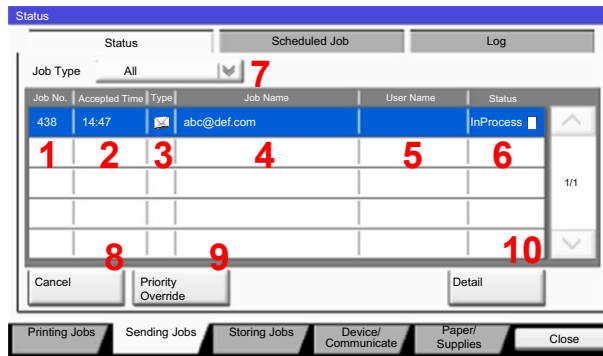 Status
Status Scheduled Job Log
Job Type All 7
Job No. Accepted Time Type Job Name User Name Status
438 14:47 abc@def.com InProcess
1 2 3 4 5 6
1/1
8 9 10
Cancel Priority Override Detail
Printing Jobs Sending Jobs Storing Jobs Device/ Communicate Paper/ Supplies Close